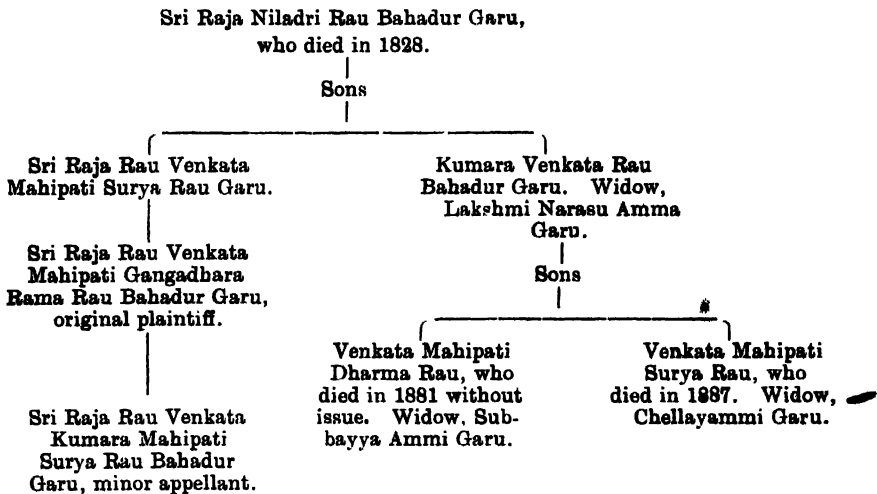 Sri Raja Niladri Rau Bahadur Garu,
who died in 1828.
Sons
Sri Raja Rau Venkata
Mahipati Surya Rau Garu.
Kumara Venkata Rau
Bahadur Garu. Widow,
Lakshmi Narasu Amma
Garu.
Sri Raja Rau Venkata
Mahipati Gangadhara
Rama Rau Bahadur Garu,
original plaintiff.
Sons
Venkata Mahipati
Dharma Rau, who
died in 1881 without
issue. Widow, Sub-
bayya Ammi Garu.
Venkata Mahipati
Surya Rau, who
died in 1887. Widow,
Chellayammi Garu.
Sri Raja Rau Venkata
Kumara Mahipati
Surya Rau Bahadur
Garu, minor appellant.